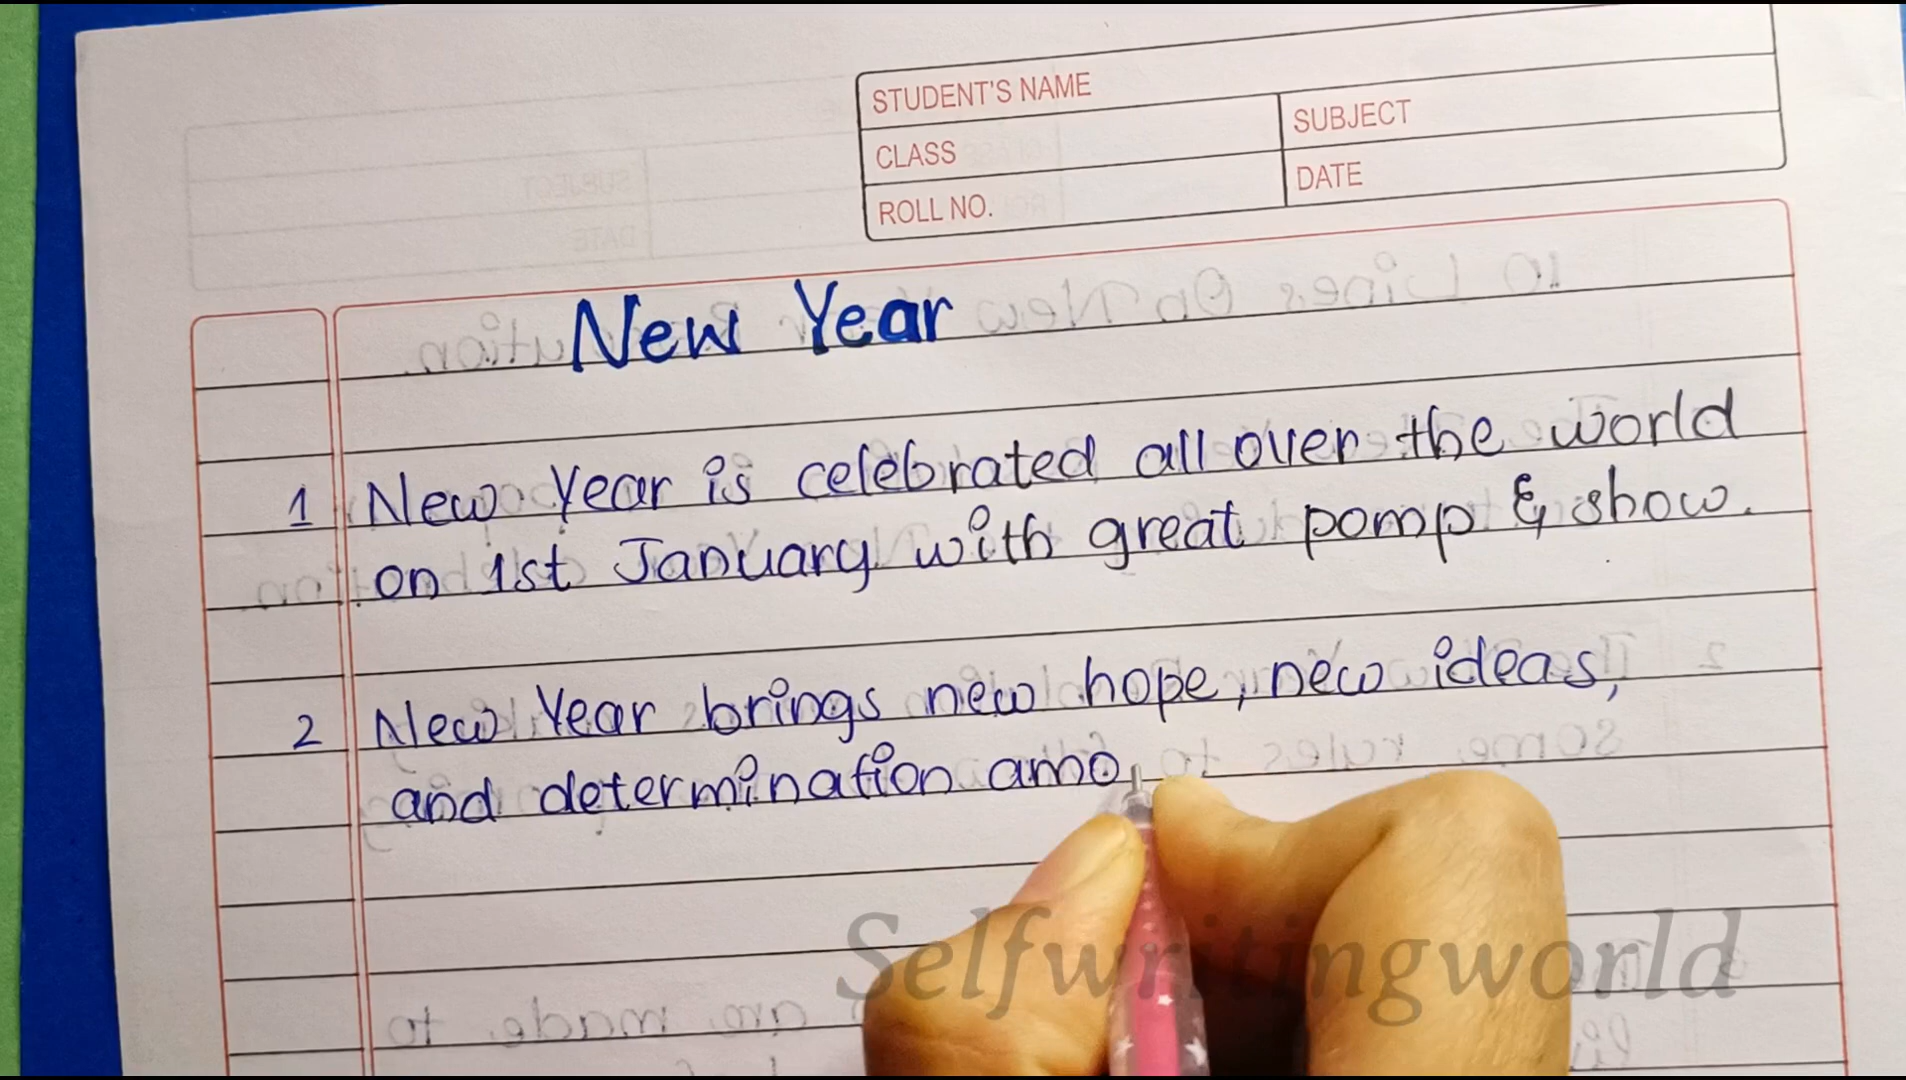 STUDENT'S NAME
CLASS
SUBJECT
ROLL NO.
DATE
New Year
1 New Year is celebrated all over the world
on 1st January with great pomp & show.
2 New Year brings new hope, new ideas,
and determination amo
Selfwritingworld